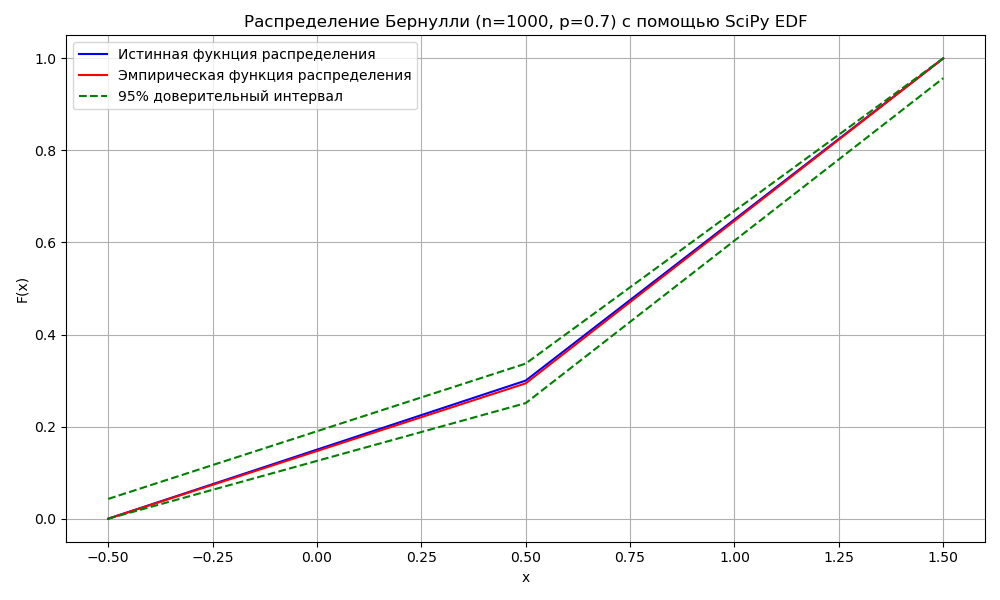 Распределение Бернулли (n=1000, p=0.7) с помощью SciPy EDF
Истинная фукнция распределения
Эмпирическая функция распределения
95% доверительный интервал
1.0
0.8
0.6
0.4
0.2
0.0
F(x)
−0.50
−0.25
0.00
0.25
0.50
0.75
1.00
1.25
1.50
x